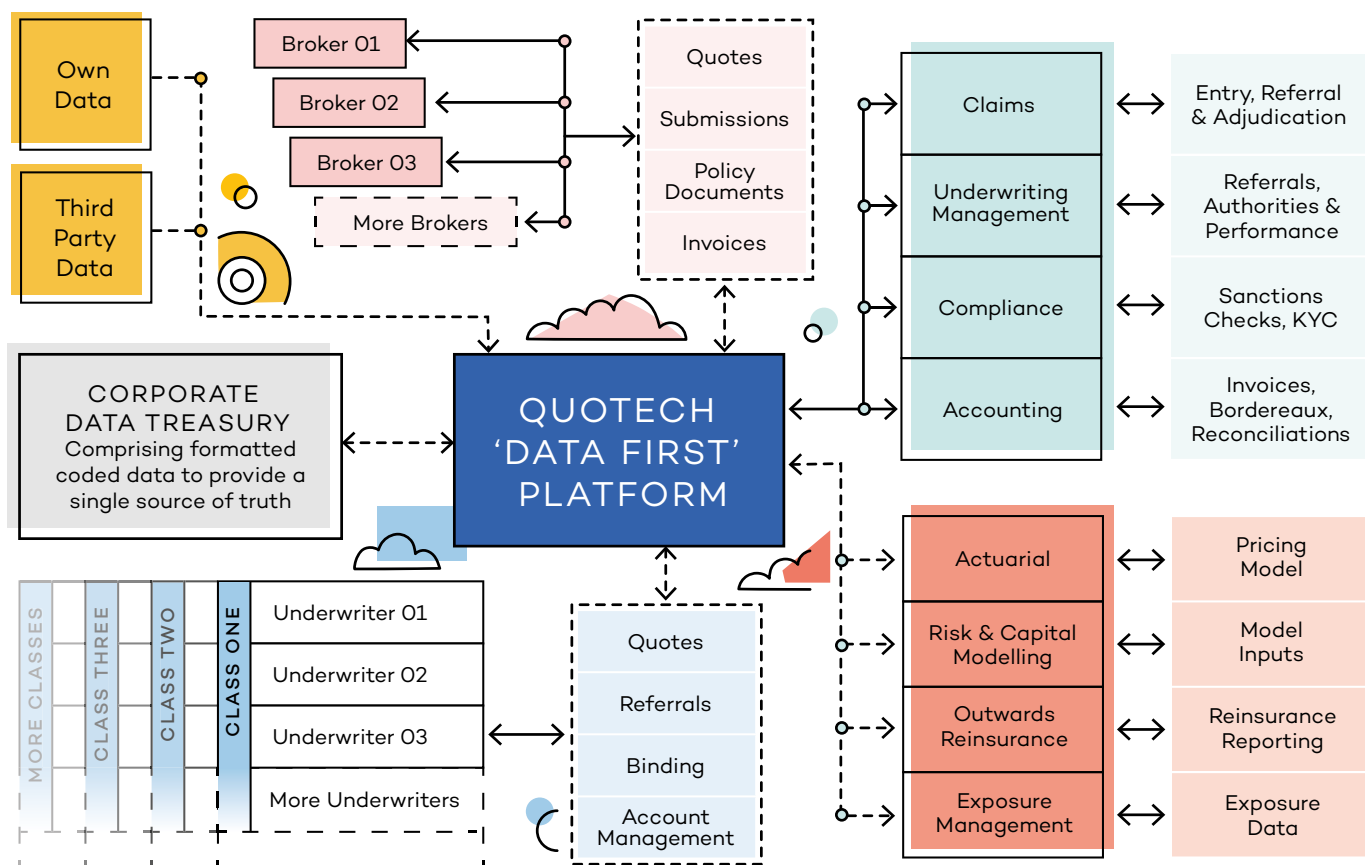 Own
Data
Third
Party
Data
Broker 01
Broker 02
Broker 03
More Brokers
Quotes
Submissions
Policy
Documents
Invoices
Claims
Underwriting
Management
Compliance
Accounting
Entry, Referral
& Adjudication
Referrals,
Authorities &
Performance
Sanctions
Checks, KYC
Invoices,
Bordereaux,
Reconciliations
CORPORATE
DATA TREASURY
Comprising formatted
coded data to provide a
single source of truth
QUOTECH
‘DATA FIRST’
PLATFORM
MORE CLASSES
CLASS THREE
CLASS TWO
CLASS ONE
Underwriter 01
Underwriter 02
Underwriter 03
More Underwriters
Quotes
Referrals
Binding
Account
Management
Actuarial
Risk & Capital
Modelling
Outwards
Reinsurance
Exposure
Management
Pricing
Model
Model
Inputs
Reinsurance
Reporting
Exposure
Data